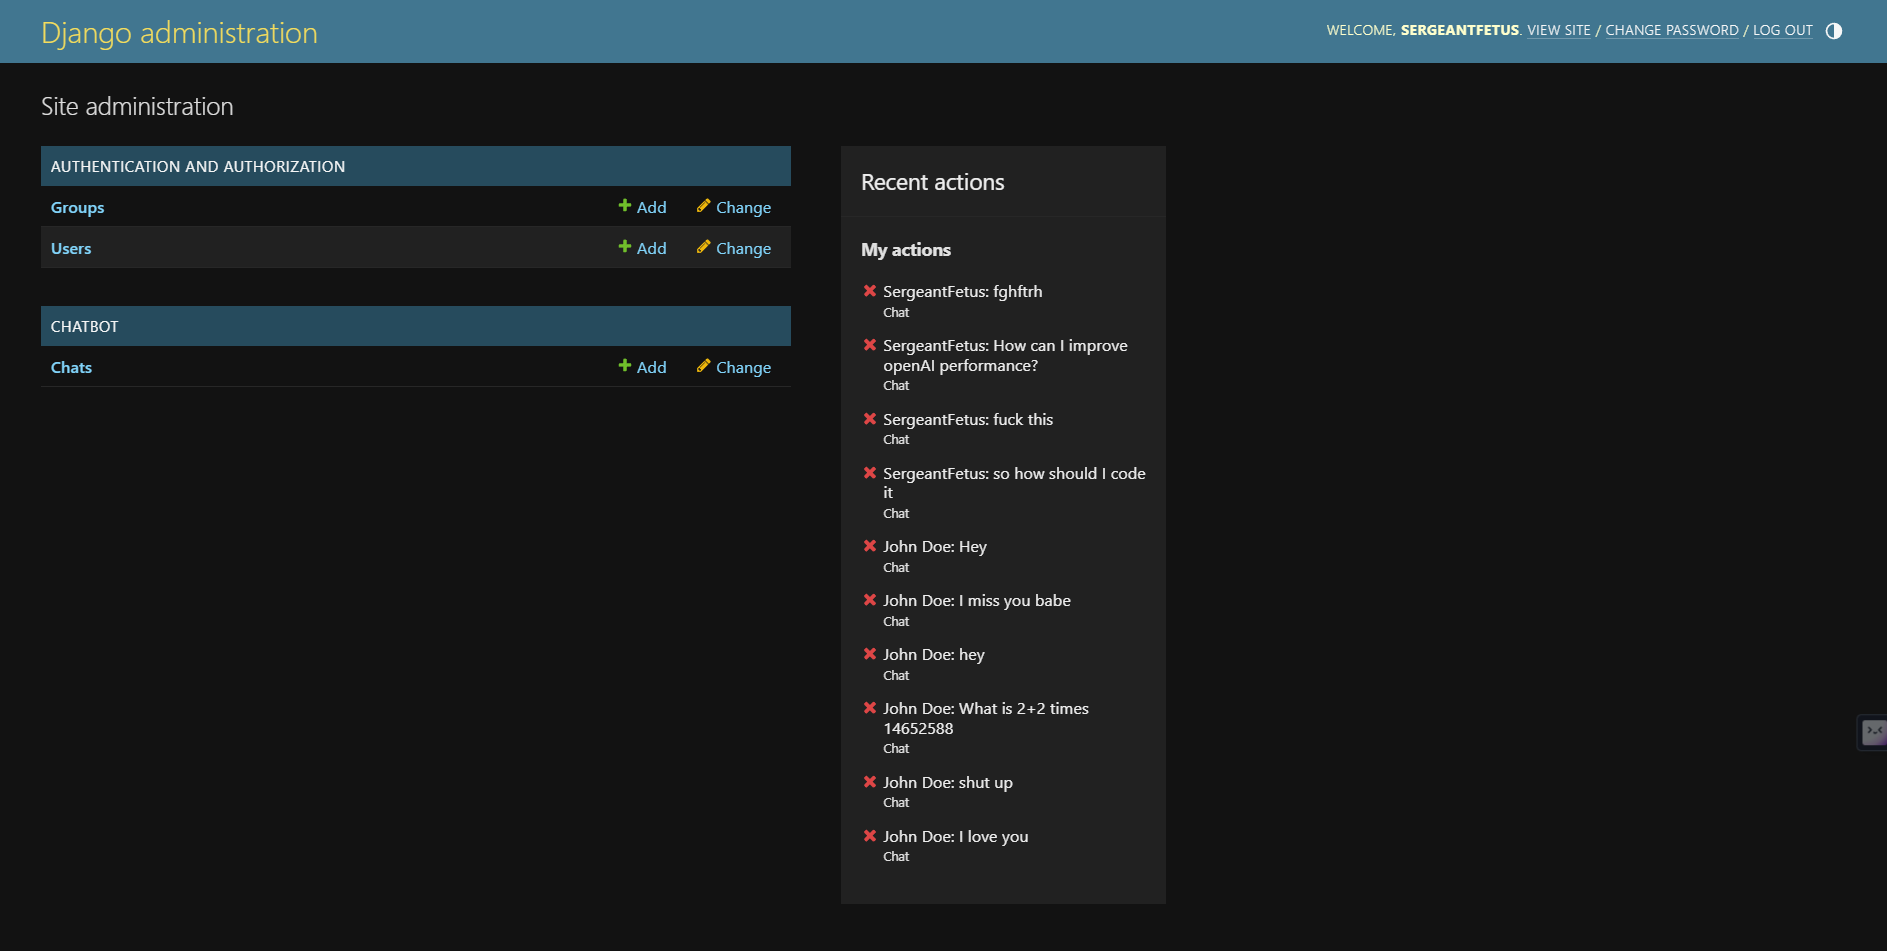 Django administration
WELCOME, SERGEANTFETUS. VIEW SITE / CHANGE PASSWORD / LOG OUT
Site administration
AUTHENTICATION AND AUTHORIZATION
Groups Add Change
Users Add Change
CHATBOT
Chats Add Change
Recent actions
My actions
SergeantFetus: fghftrh
Chat
SergeantFetus: How can I improve
openAI performance?
Chat
SergeantFetus: fuck this
Chat
SergeantFetus: so how should I code
it
Chat
John Doe: Hey
Chat
John Doe: I miss you babe
Chat
John Doe: hey
Chat
John Doe: What is 2+2 times
14652588
Chat
John Doe: shut up
Chat
John Doe: I love you
Chat